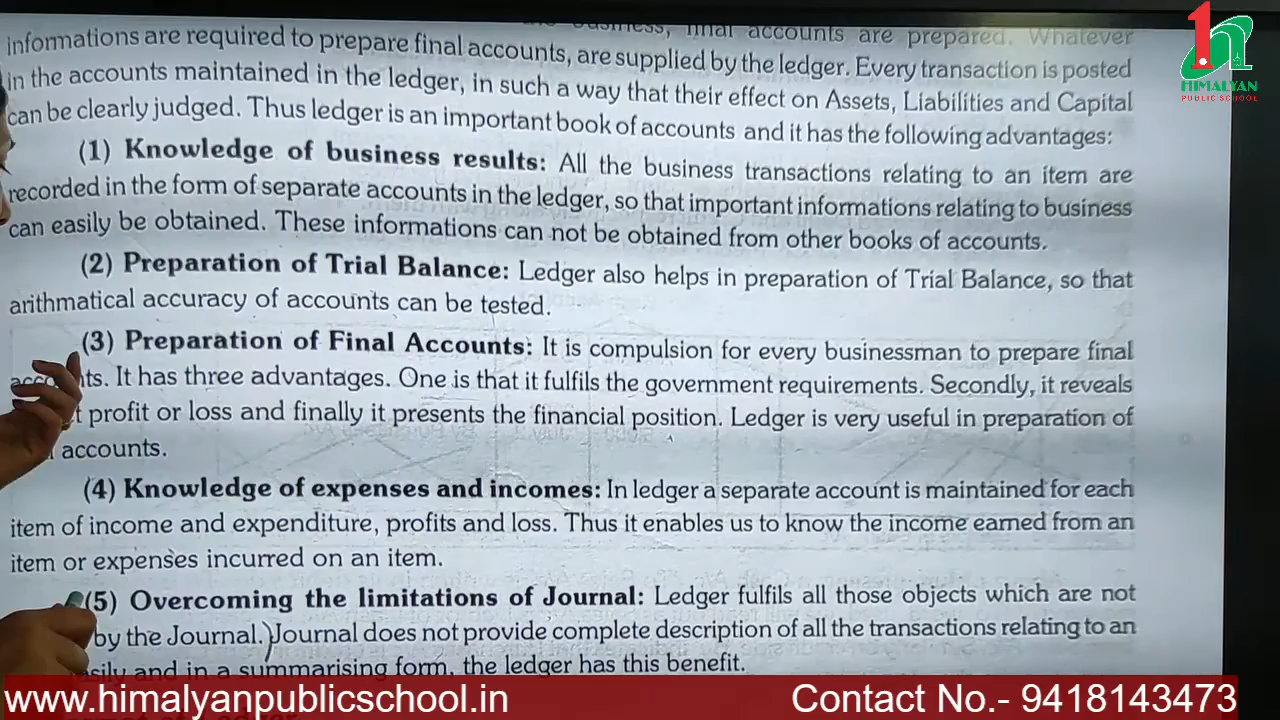 business, final accounts are prepared. Whatever
informations are required to prepare final accounts, are supplied by the ledger. Every transaction is posted
in the accounts maintained in the ledger, in such a way that their effect on Assets, Liabilities and Capital
can be clearly judged. Thus ledger is an important book of accounts and it has the following advantages:
(1) Knowledge of business results: All the business transactions relating to an item are
recorded in the form of separate accounts in the ledger, so that important informations relating to business
can easily be obtained. These informations can not be obtained from other books of accounts.
(2) Preparation of Trial Balance: Ledger also helps in preparation of Trial Balance, so that
arithmatical accuracy of accounts can be tested.
(3) Preparation of Final Accounts: It is compulsion for every businessman to prepare final
It has three advantages. One is that it fulfils the government requirements. Secondly, it reveals
profit or loss and finally it presents the financial position. Ledger is very useful in preparation of
accounts.
(4) Knowledge of expenses and incomes: In ledger a separate account is maintained for each
item of income and expenditure, profits and loss. Thus it enables us to know the income earned from an
item or expenses incurred on an item.
(5) Overcoming the limitations of Journal: Ledger fulfils all those objects which are not
by the Journal.) Journal does not provide complete description of all the transactions relating to an
and in a summarising form, the ledger has this benefit.
HIMALYAN
PUBLIC SCHOOL
www.himalyanpublicschool.in
Contact No.- 9418143473